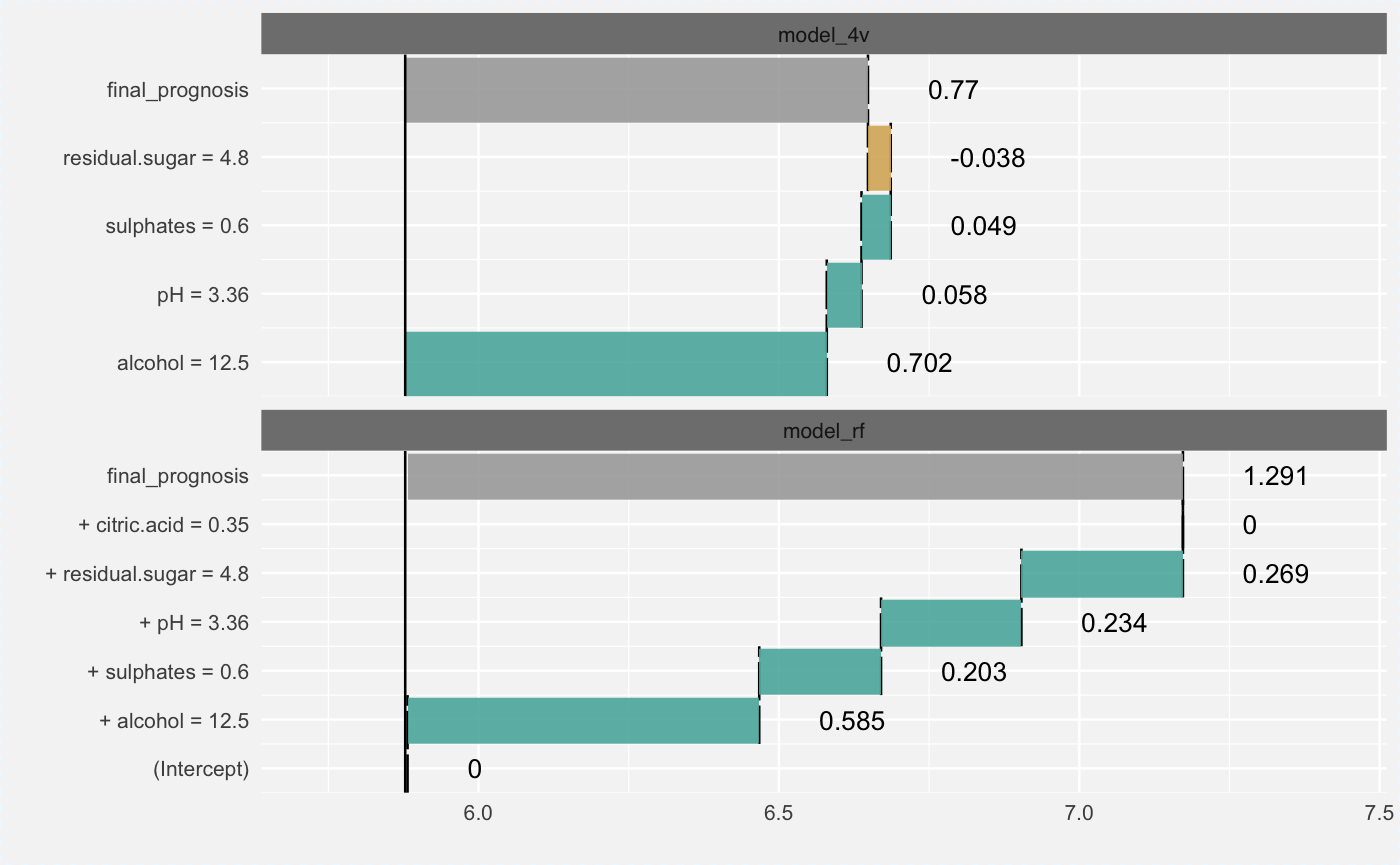 model_4v
final_prognosis 0.77
residual.sugar = 4.8 -0.038
sulphates = 0.6 0.049
pH = 3.36 0.058
alcohol = 12.5 0.702
model_rf
final_prognosis 1.291
+ citric.acid = 0.35 0
+ residual.sugar = 4.8 0.269
+ pH = 3.36 0.234
+ sulphates = 0.6 0.203
+ alcohol = 12.5 0.585
(Intercept) 0
6.0 6.5 7.0 7.5